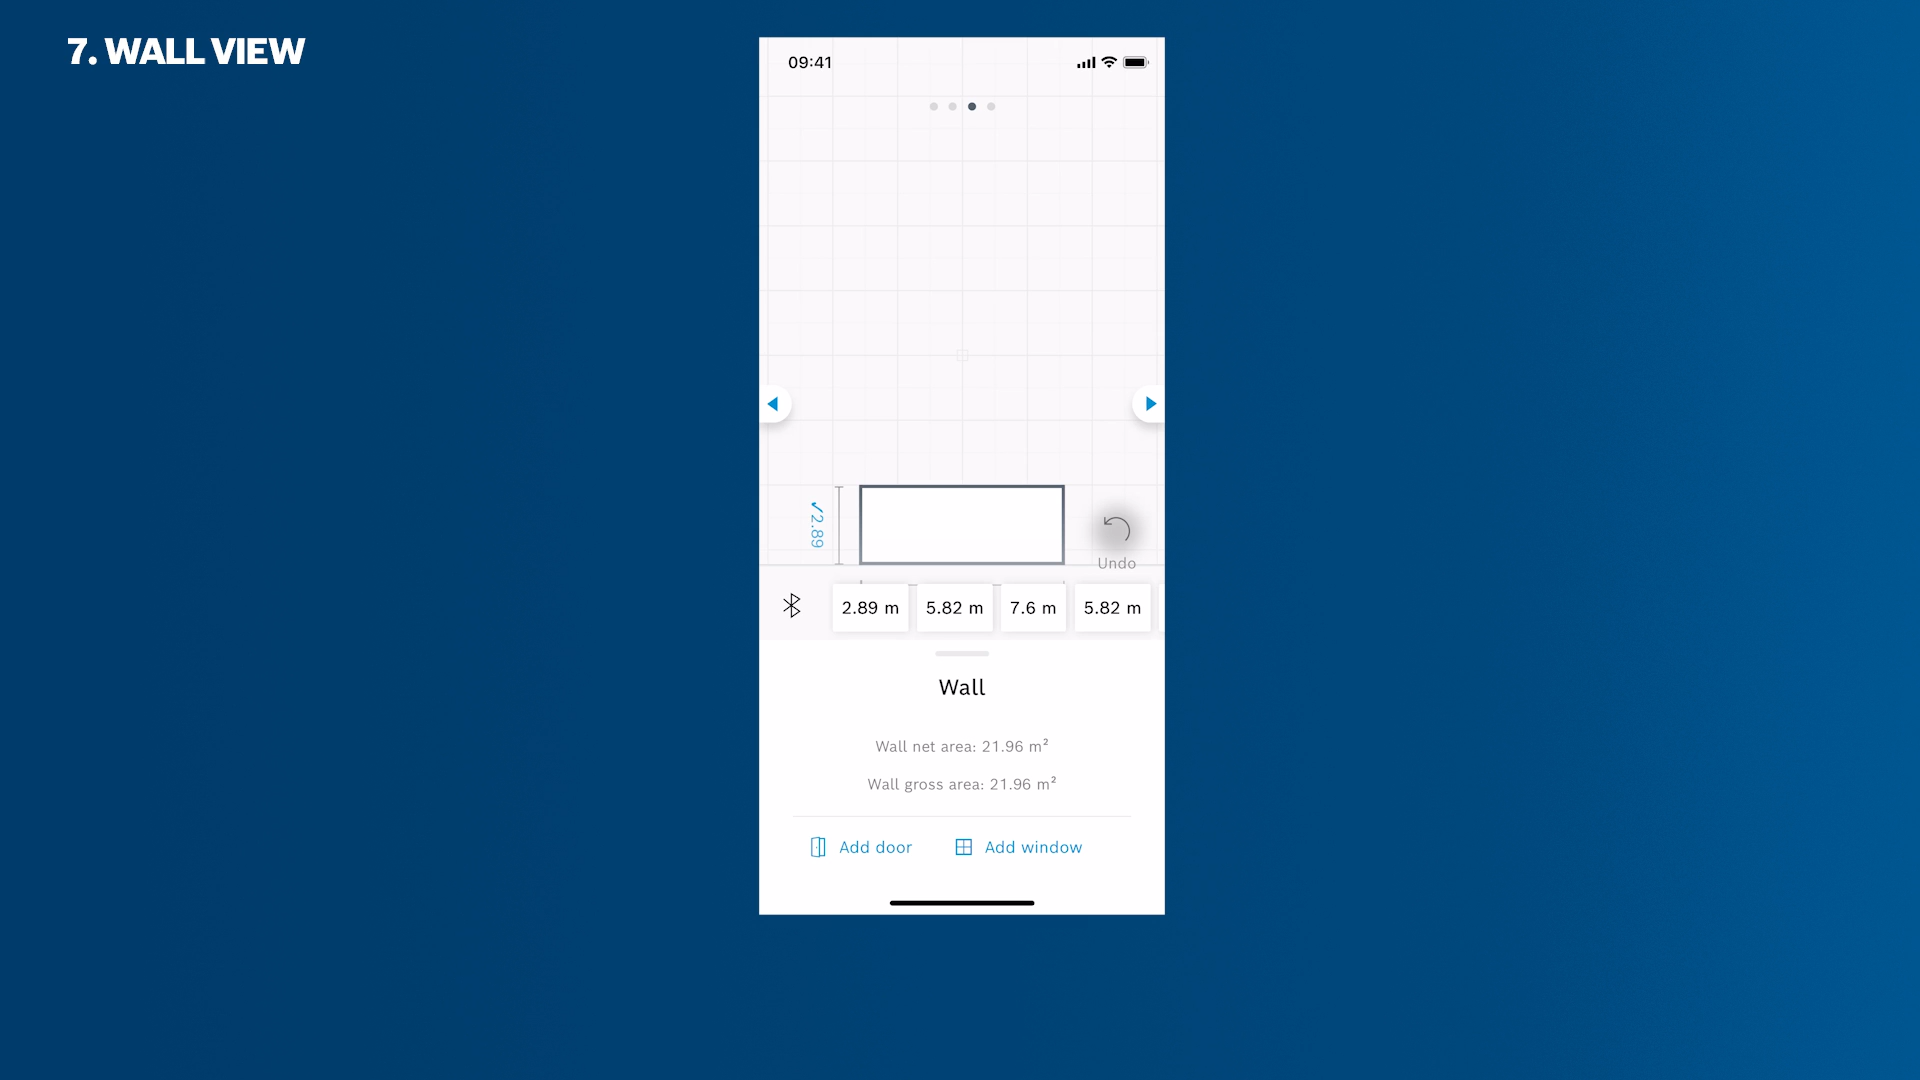 7. WALL VIEW
09:41
✓2.89
Undo
2.89 m 5.82 m 7.6 m 5.82 m
Wall
Wall net area: 21.96 m²
Wall gross area: 21.96 m²
Add door Add window